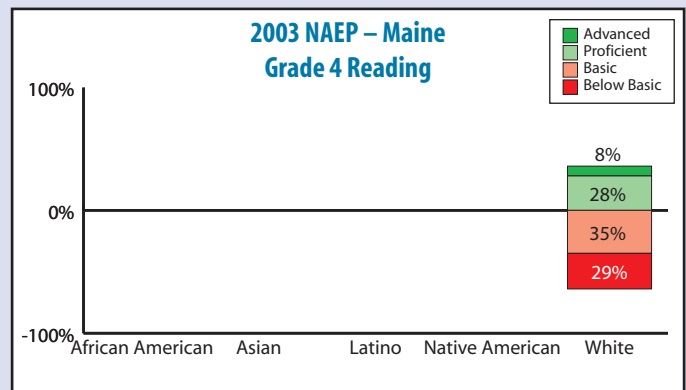 2003 NAEP – Maine
Grade 4 Reading
Advanced
Proficient
Basic
Below Basic
100%
0%
-100%
8%
28%
35%
29%
African American Asian Latino Native American White